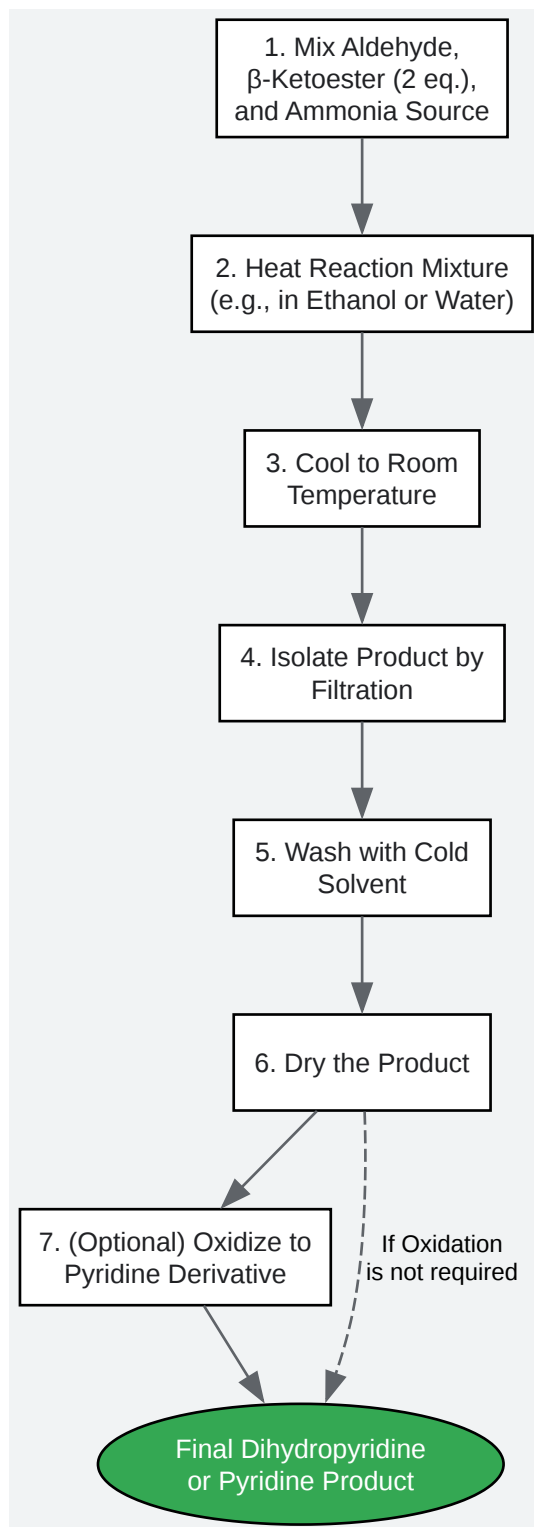 1. Mix Aldehyde,
β-Ketoester (2 eq.),
and Ammonia Source
2. Heat Reaction Mixture
(e.g., in Ethanol or Water)
3. Cool to Room
Temperature
4. Isolate Product by
Filtration
5. Wash with Cold
Solvent
6. Dry the Product
7. (Optional) Oxidize to
Pyridine Derivative
If Oxidation
is not required
Final Dihydropyridine
or Pyridine Product